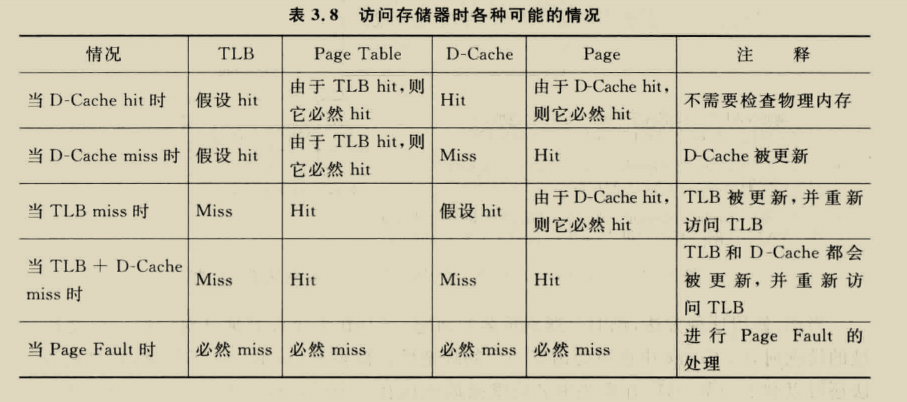 表 3.8 访问存储器时各种可能的情况
情况 TLB Page Table D-Cache Page 注 释
当 D-Cache hit 时 假设 hit 由于 TLB hit,则 Hit 由于 D-Cache hit, 不需要检查物理内存
它必然 hit 则它必然 hit
当 D-Cache miss 时 假设 hit 由于 TLB hit,则 Miss Hit D-Cache 被更新
它必然 hit
当 TLB miss 时 Miss Hit 假设 hit 由于 D-Cache hit, TLB 被更新,并重新
则它必然 hit 访问 TLB
当 TLB + D-Cache Miss Hit Miss Hit TLB 和 D-Cache 都会
miss 时 被更新,并重新访
问 TLB
当 Page Fault 时 必然 miss 必然 miss 必然 miss 必然 miss 进行 Page Fault 的
处理